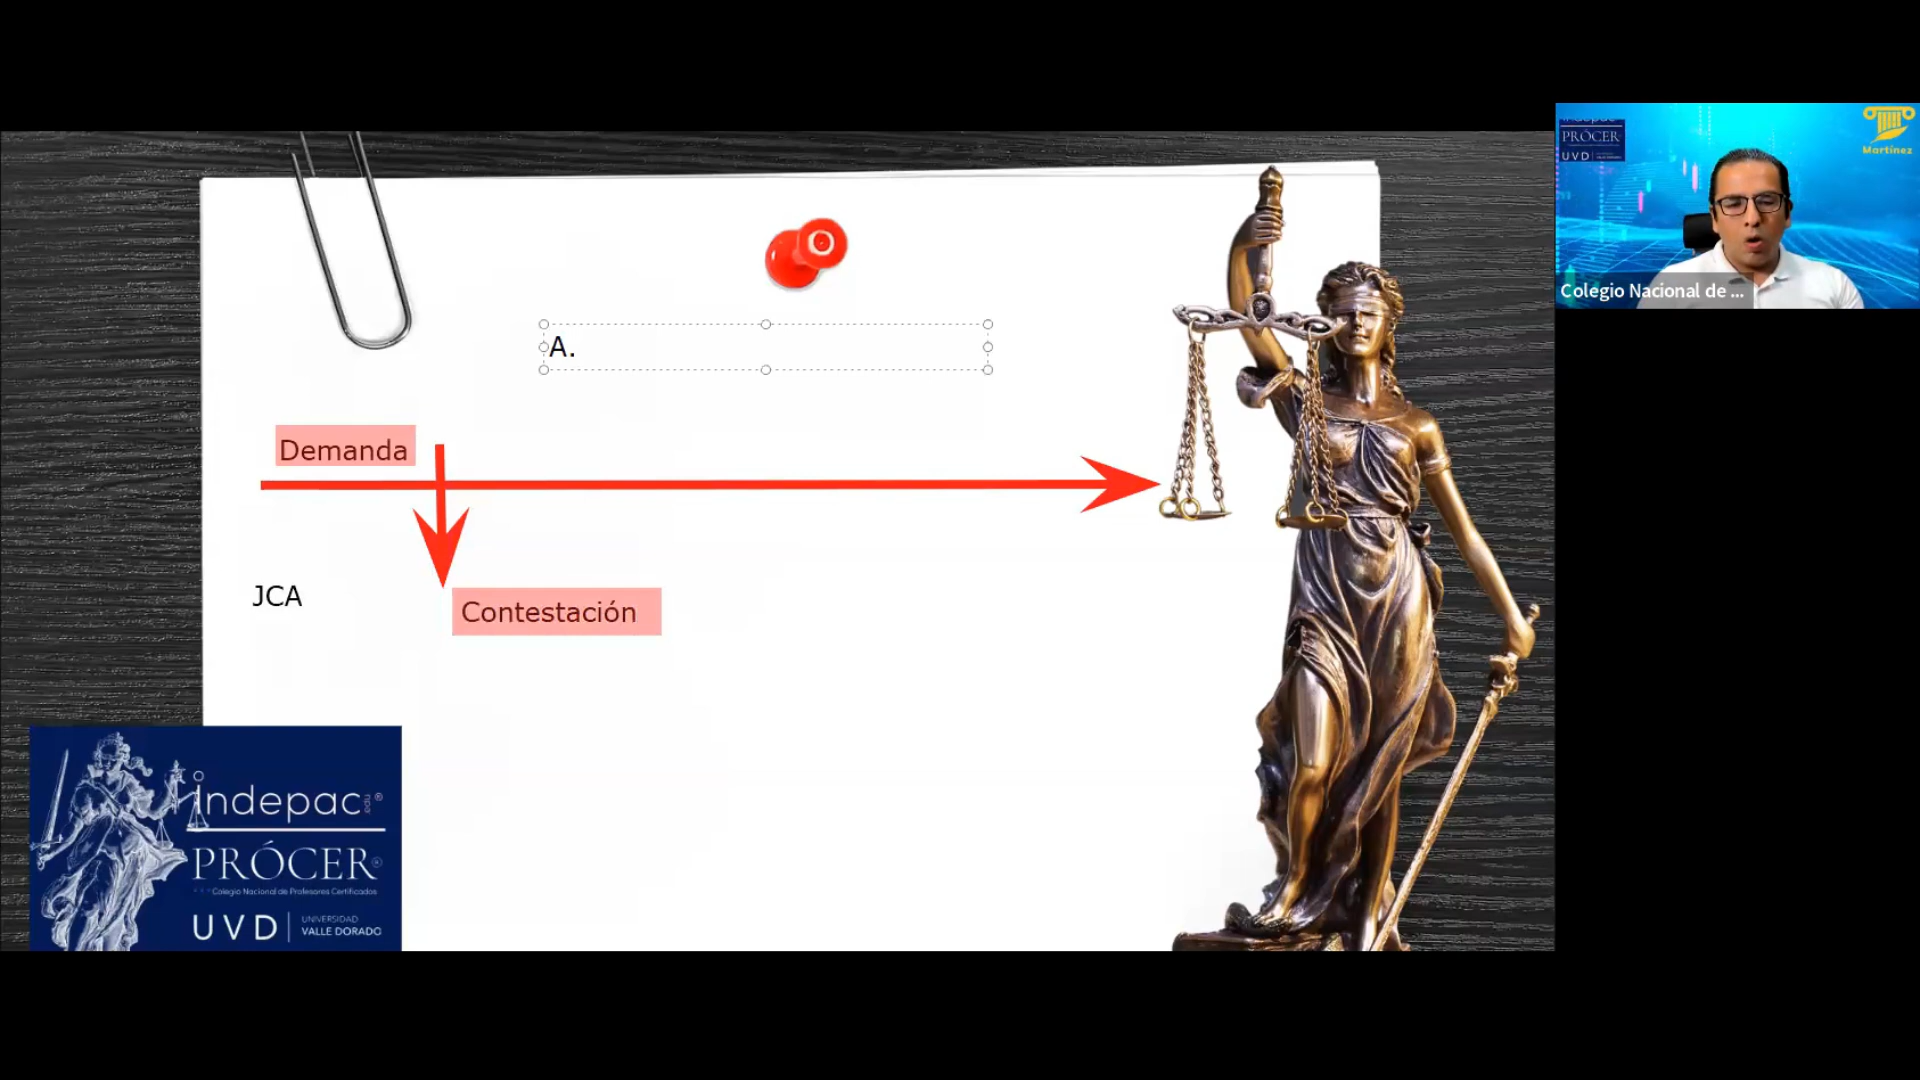 A.
Demanda
JCA
Contestación
indepac
PRÓCER
Colegio Nacional de Profesores Certificados
UVD
UNIVERSIDAD
VALLE DORADO
PRÓCER
UVD
Martínez
Colegio Nacional de ...